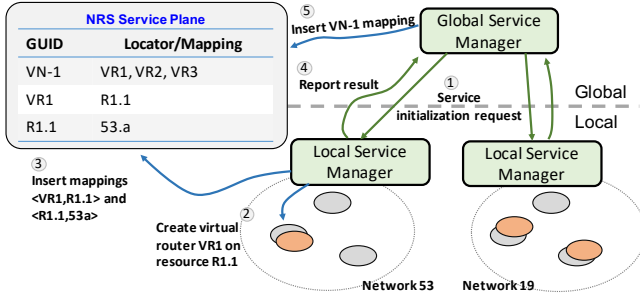 NRS Service Plane
GUID Locator/Mapping
VN-1 VR1, VR2, VR3
VR1 R1.1
R1.1 53.a
5
Insert VN-1 mapping
Global Service
Manager
4
Report result
1
Service
initialization request
Global
Local
Local Service
Manager
Local Service
Manager
3
Insert mappings
<VR1,R1.1> and
<R1.1,53a>
2
Create virtual
router VR1 on
resource R1.1
Network 53
Network 19